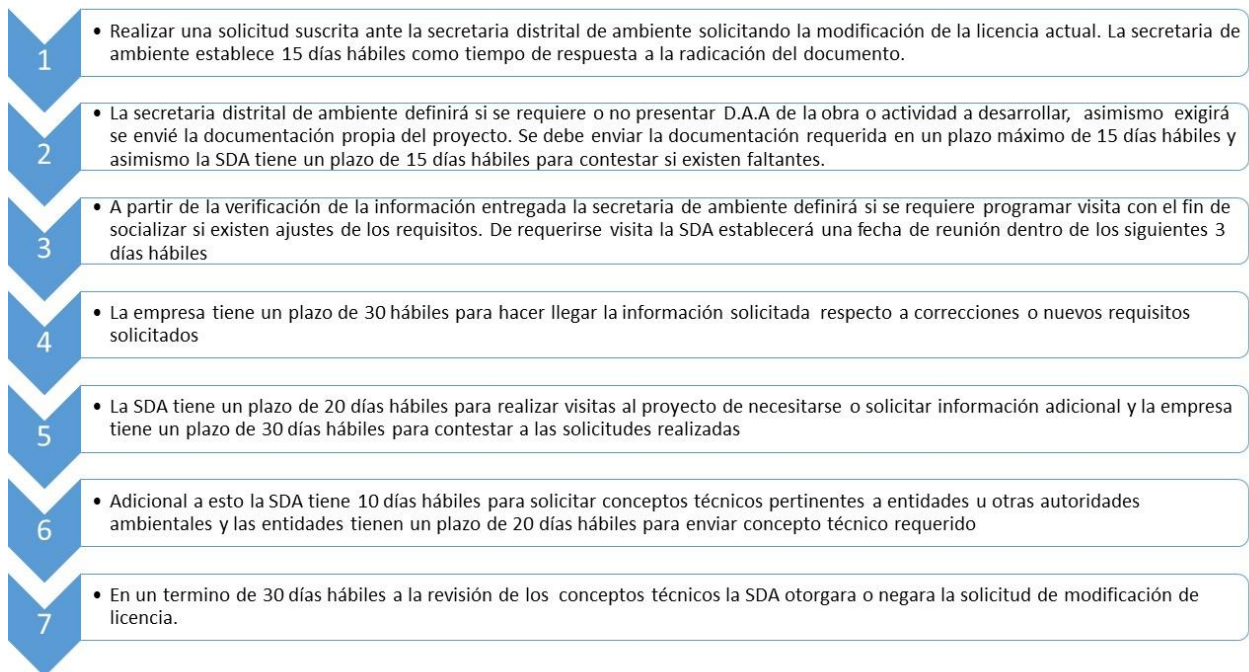 1
• Realizar una solicitud suscrita ante la secretaria distrital de ambiente solicitando la modificación de la licencia actual. La secretaria de
ambiente establece 15 días hábiles como tiempo de respuesta a la radicación del documento.
2
• La secretaria distrital de ambiente definirá si se requiere o no presentar D.A.A de la obra o actividad a desarrollar, asimismo exigirá
se envié la documentación propia del proyecto. Se debe enviar la documentación requerida en un plazo máximo de 15 días hábiles y
asimismo la SDA tiene un plazo de 15 días hábiles para contestar si existen faltantes.
3
• A partir de la verificación de la información entregada la secretaria de ambiente definirá si se requiere programar visita con el fin de
socializar si existen ajustes de los requisitos. De requerirse visita la SDA establecerá una fecha de reunión dentro de los siguientes 3
días hábiles
4
• La empresa tiene un plazo de 30 hábiles para hacer llegar la información solicitada respecto a correcciones o nuevos requisitos
solicitados
5
• La SDA tiene un plazo de 20 días hábiles para realizar visitas al proyecto de necesitarse o solicitar información adicional y la empresa
tiene un plazo de 30 días hábiles para contestar a las solicitudes realizadas
6
• Adicional a esto la SDA tiene 10 días hábiles para solicitar conceptos técnicos pertinentes a entidades u otras autoridades
ambientales y las entidades tienen un plazo de 20 días hábiles para enviar concepto técnico requerido
7
• En un termino de 30 días hábiles a la revisión de los conceptos técnicos la SDA otorgara o negara la solicitud de modificación de
licencia.